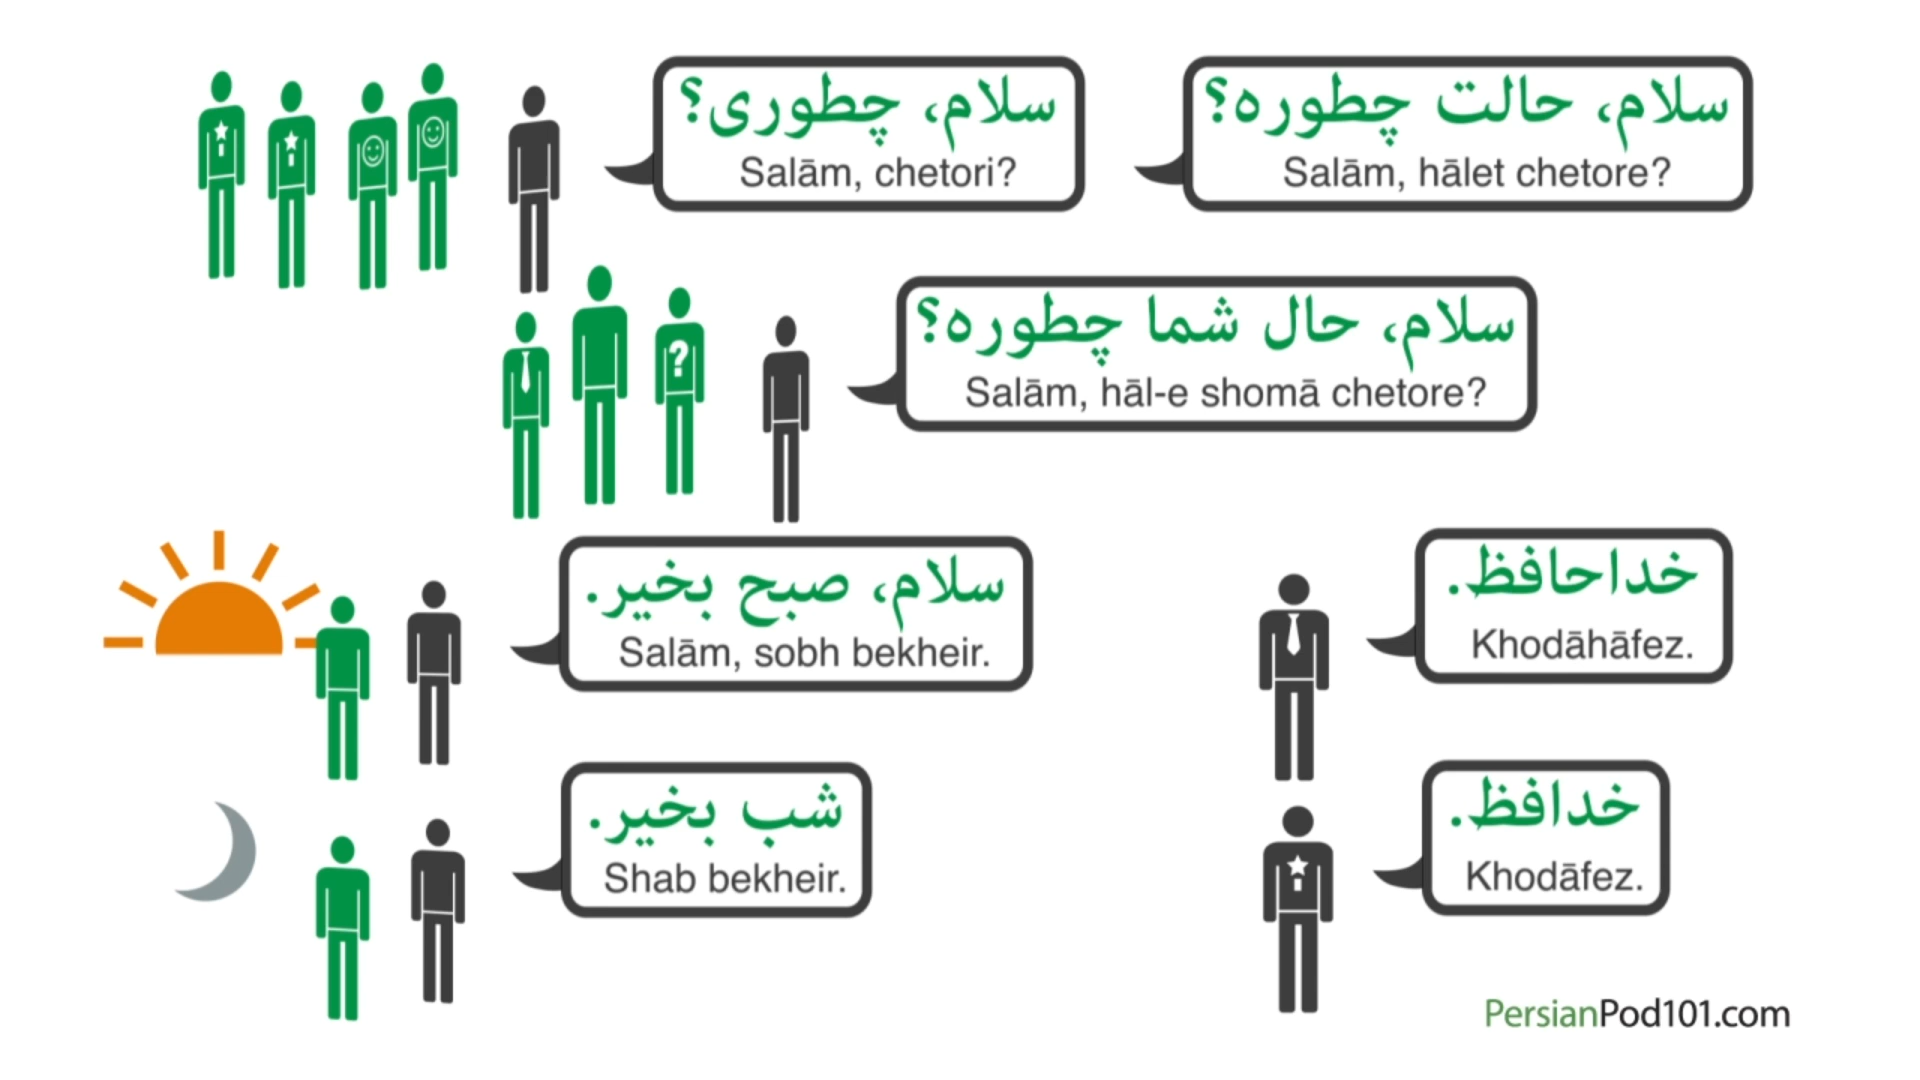 سلام، چطوری؟
Salām, chetori?
سلام، حالت چطوره؟
Salām, hālet chetore?
سلام، حال شما چطوره؟
Salām, hāl-e shomā chetore?
سلام، صبح بخیر.
Salām, sobh bekheir.
خداحافظ.
Khodāhāfez.
شب بخیر.
Shab bekheir.
خدافظ.
Khodāfez.
?
PersianPod101.com